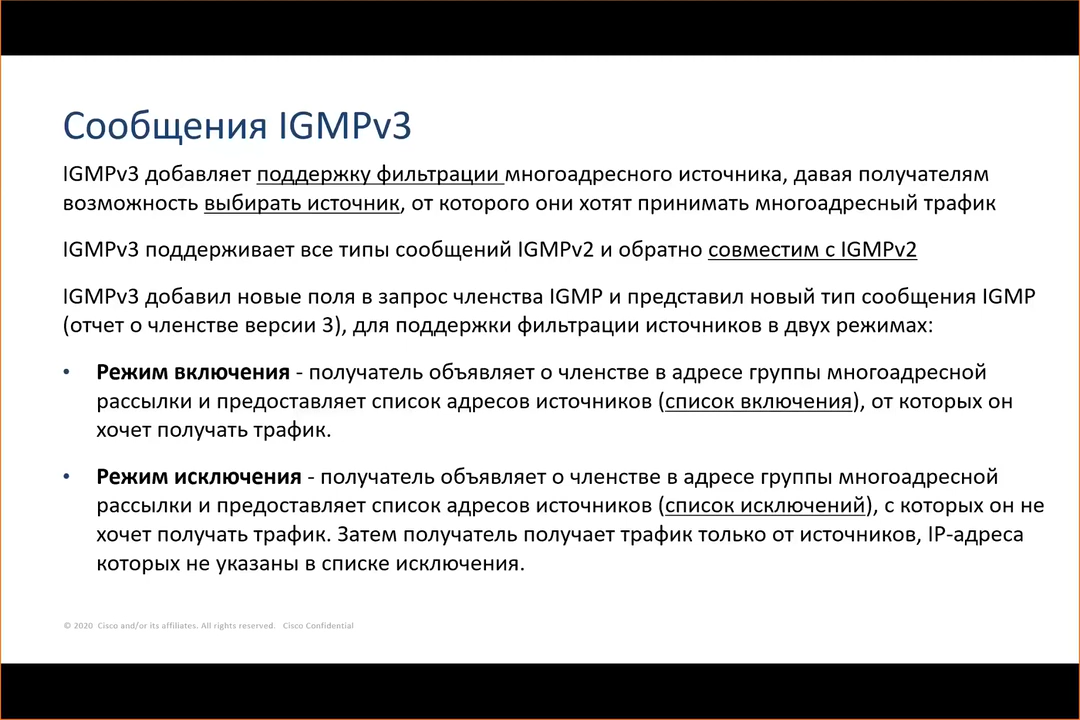 Сообщения IGMPv3
IGMPv3 добавляет поддержку фильтрации многоадресного источника, давая получателям
возможность выбирать источник, от которого они хотят принимать многоадресный трафик
IGMPv3 поддерживает все типы сообщений IGMPv2 и обратно совместим с IGMPv2
IGMPv3 добавил новые поля в запрос членства IGMP и представил новый тип сообщения IGMP
(отчет о членстве версии 3), для поддержки фильтрации источников в двух режимах:
• Режим включения - получатель объявляет о членстве в адресе группы многоадресной
рассылки и предоставляет список адресов источников (список включения), от которых он
хочет получать трафик.
• Режим исключения - получатель объявляет о членстве в адресе группы многоадресной
рассылки и предоставляет список адресов источников (список исключений), с которых он не
хочет получать трафик. Затем получатель получает трафик только от источников, IP-адреса
которых не указаны в списке исключения.
© 2020 Cisco and/or its affiliates. All rights reserved. Cisco Confidential